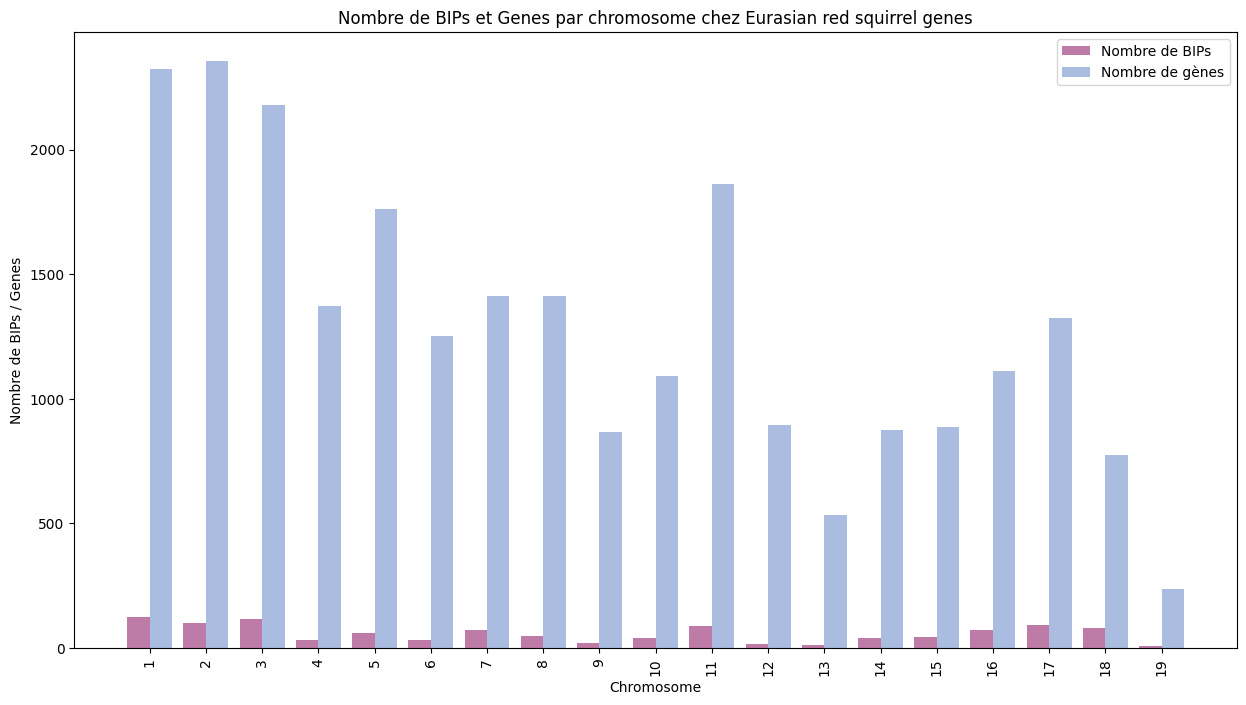 Nombre de BIPs et Genes par chromosome chez Eurasian red squirrel genes
Nombre de BIPs
Nombre de gènes
Nombre de BIPs / Genes
2000
1500
1000
500
0
1 2 3 4 5 6 7 8 9 10 11 12 13 14 15 16 17 18 19
Chromosome